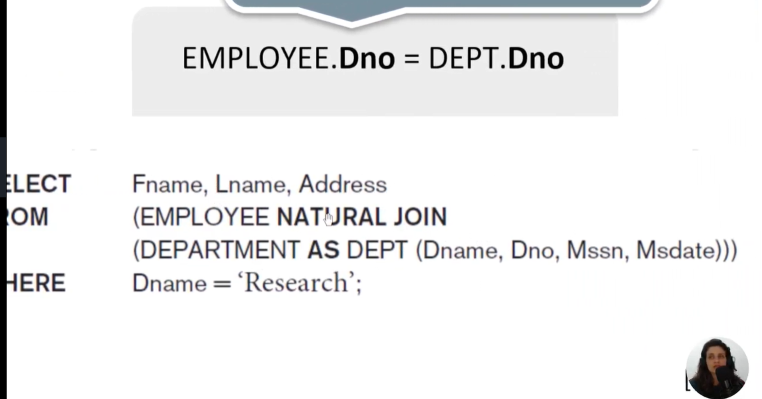 EMPLOYEE.Dno = DEPT.Dno
ELECT Fname, Lname, Address
ROM (EMPLOYEE NATURAL JOIN
(DEPARTMENT AS DEPT (Dname, Dno, Mssn, Msdate)))
HERE Dname = ‘Research’;